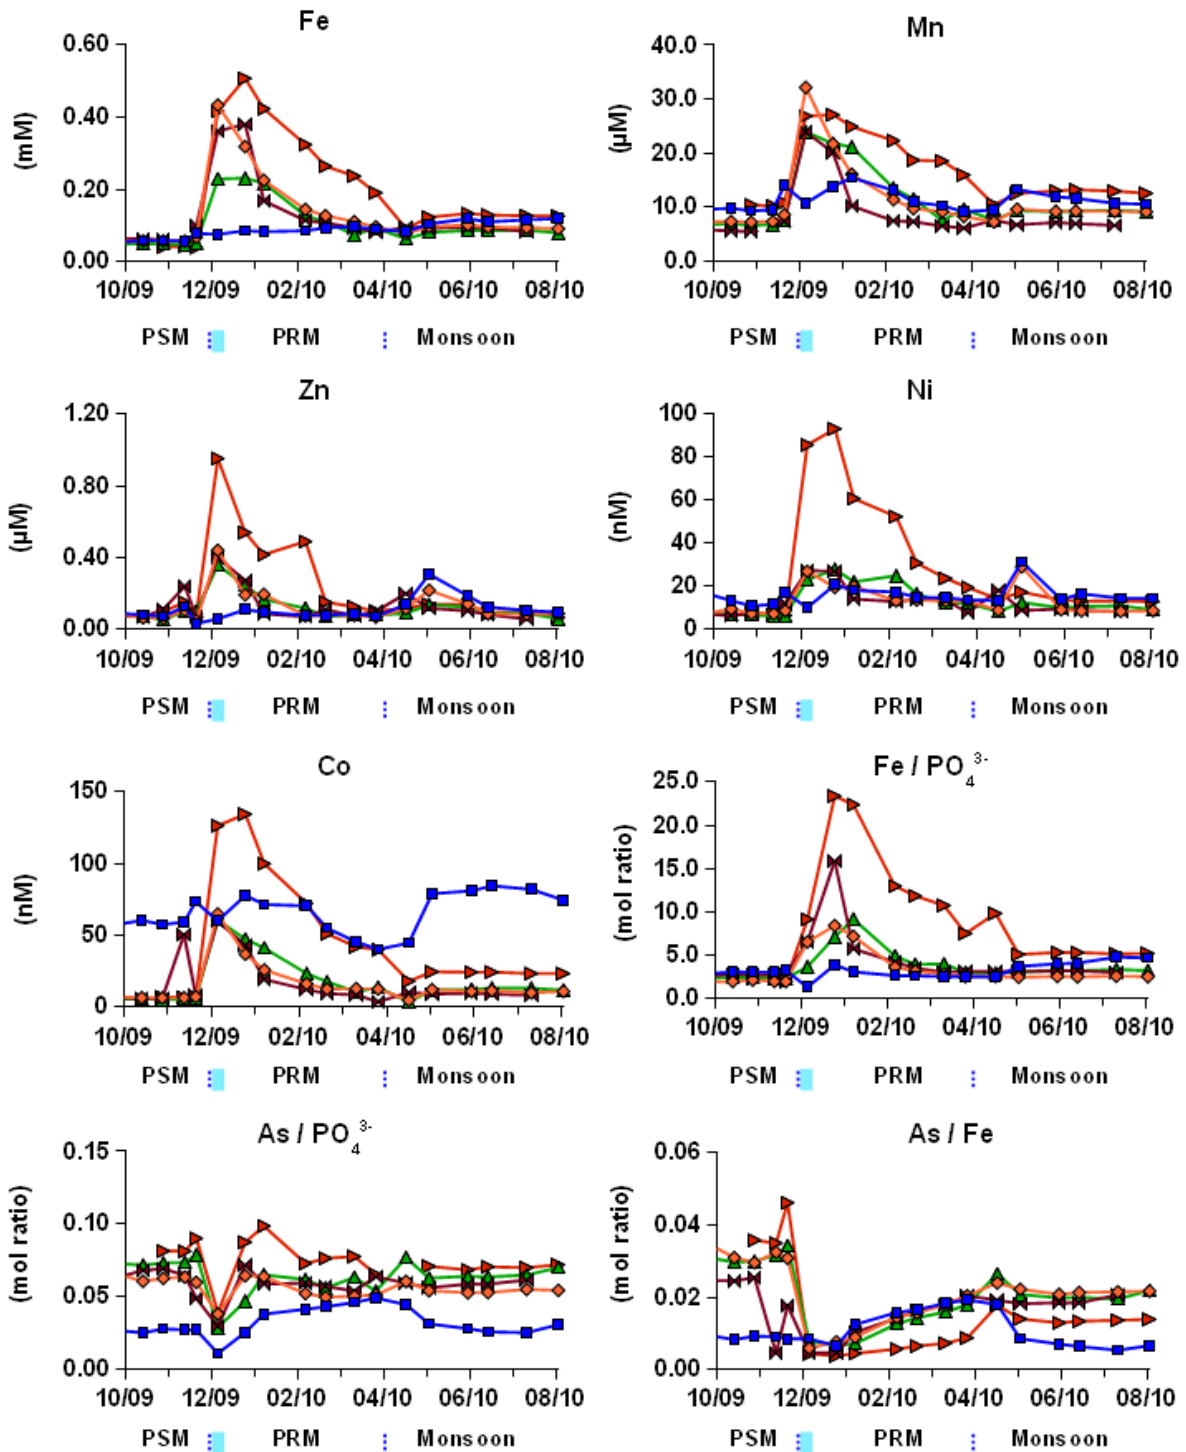 Fe
0.60
0.40
0.20
0.00
(mM)
10/09 12/09 02/10 04/10 06/10 08/10
PSM PRM Monsoon
Mn
40.0
30.0
20.0
10.0
0.0
(µM)
10/09 12/09 02/10 04/10 06/10 08/10
PSM PRM Monsoon
Zn
1.20
0.80
0.40
0.00
(µM)
10/09 12/09 02/10 04/10 06/10 08/10
PSM PRM Monsoon
Ni
100
80
60
40
20
0
(nM)
10/09 12/09 02/10 04/10 06/10 08/10
PSM PRM Monsoon
Co
150
100
50
0
(nM)
10/09 12/09 02/10 04/10 06/10 08/10
PSM PRM Monsoon
Fe / PO₄³⁻
25.0
20.0
15.0
10.0
5.0
0.0
(mol ratio)
10/09 12/09 02/10 04/10 06/10 08/10
PSM PRM Monsoon
As / PO₄³⁻
0.15
0.10
0.05
0.00
(mol ratio)
10/09 12/09 02/10 04/10 06/10 08/10
PSM PRM Monsoon
As / Fe
0.06
0.04
0.02
0.00
(mol ratio)
10/09 12/09 02/10 04/10 06/10 08/10
PSM PRM Monsoon